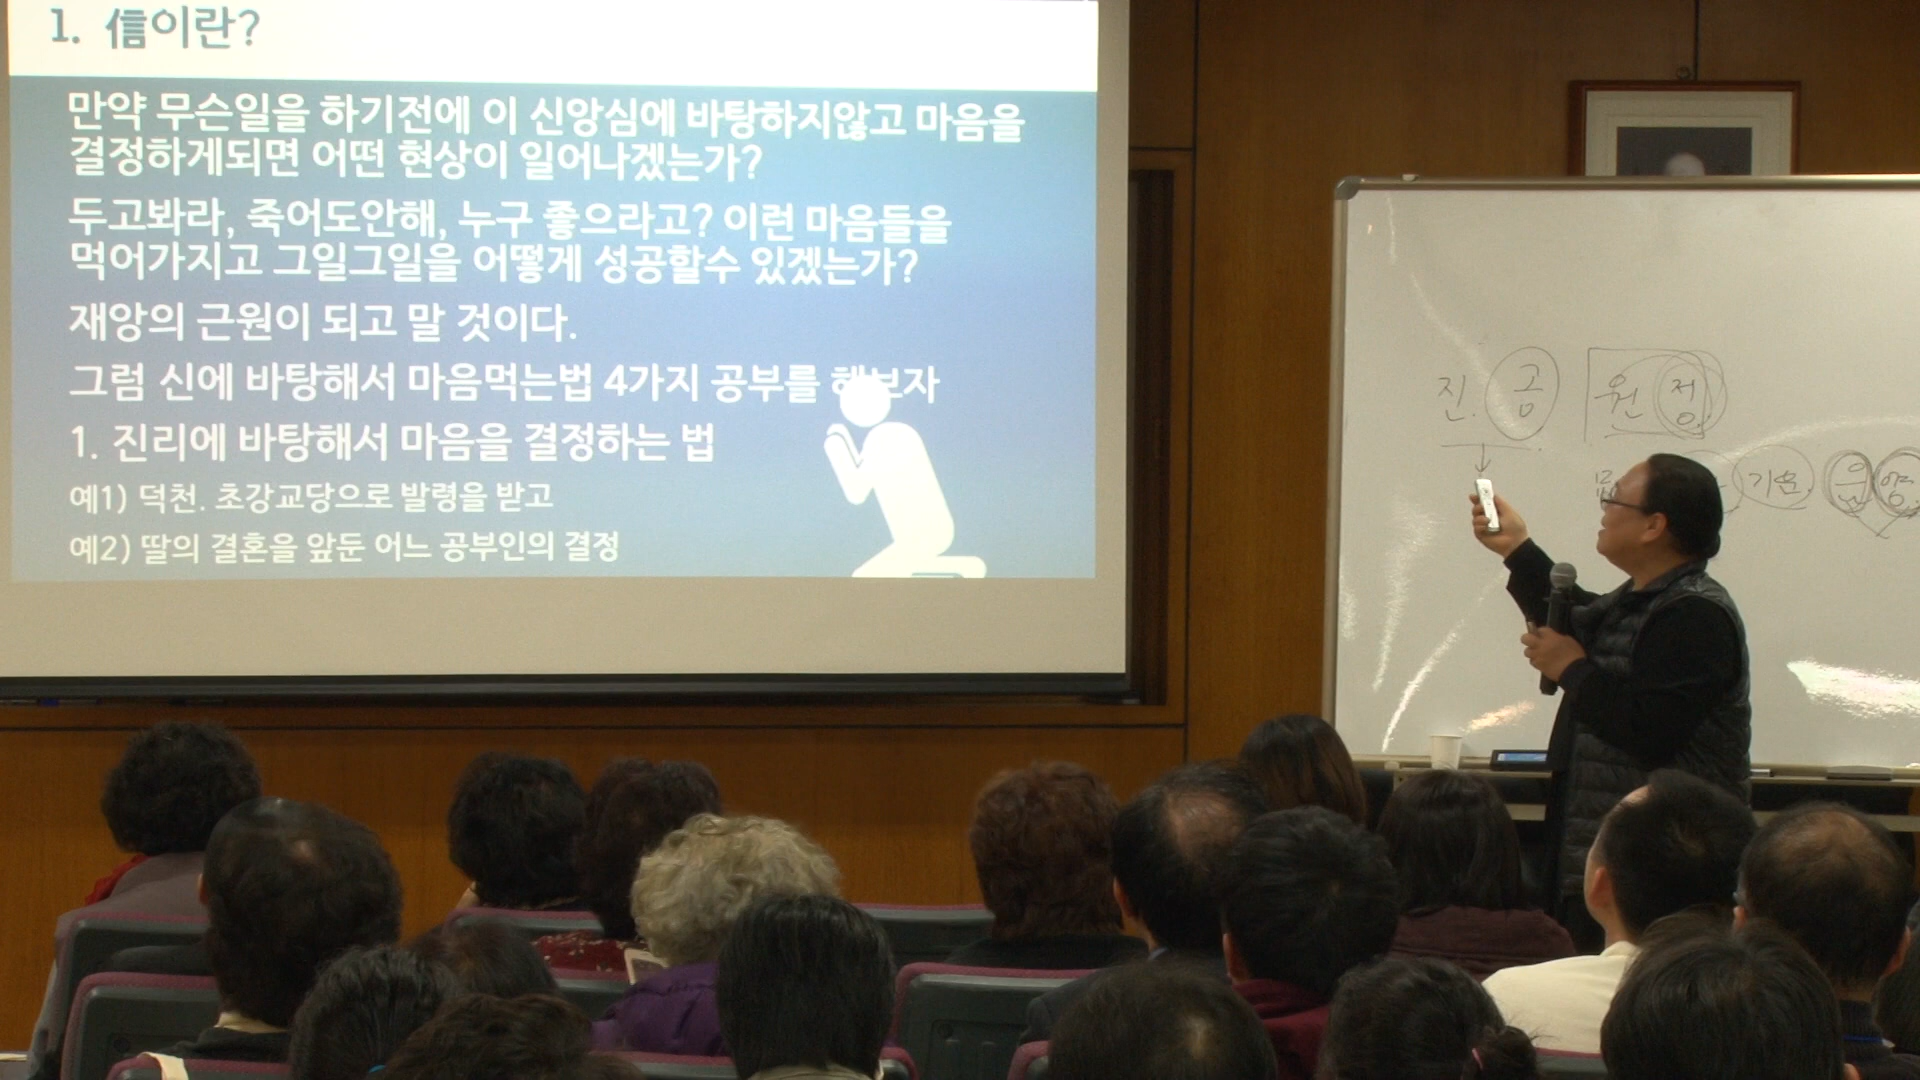 1. 信이란?
만약 무슨일을 하기전에 이 신앙심에 바탕하지않고 마음을
결정하게되면 어떤 현상이 일어나겠는가?
두고봐라, 죽어도안해, 누구 좋으라고? 이런 마음들을
먹어가지고 그일그일을 어떻게 성공할수 있겠는가?
재앙의 근원이 되고 말 것이다.
그럼 신에 바탕해서 마음먹는법 4가지 공부를 해보자
1. 진리에 바탕해서 마음을 결정하는 법
예1) 덕천. 초강교당으로 발령을 받고
예2) 딸의 결혼을 앞둔 어느 공부인의 결정
진. 공 원 정.
기운.